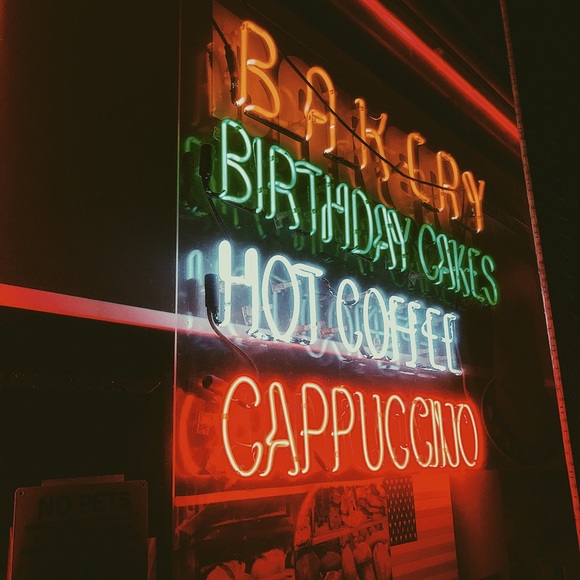 BAKERY
BIRTHDAY CAKES
HOT COFFEE
CAPPUCCINO
NO PETS